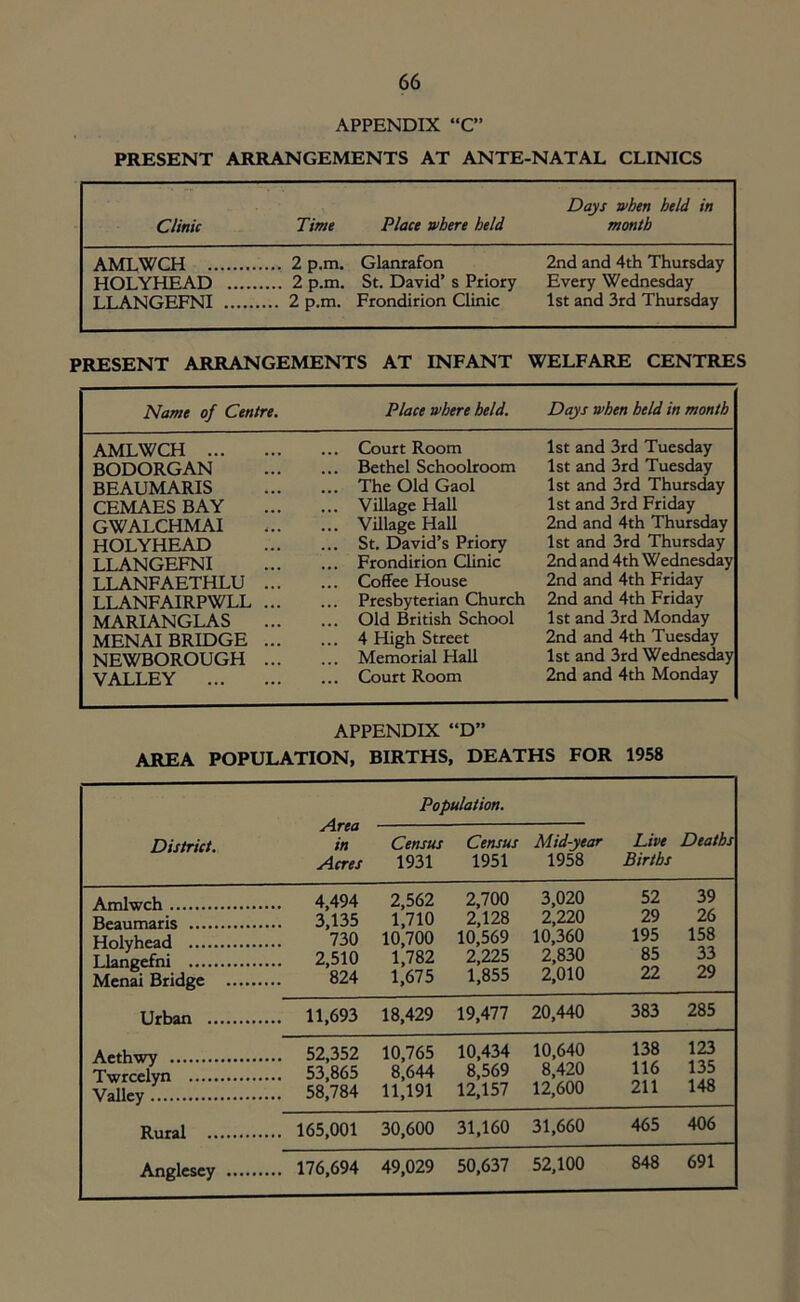 66
APPENDIX “C”
PRESENT ARRANGEMENTS AT ANTE-NATAL CLINICS
Clinic Time Place where held Days when held in month
AMLWCH ............ 2 p.m. Glanrafon 2nd and 4th Thursday
HOLYHEAD ......... 2 p.m. St. David’ s Priory Every Wednesday
LLANGEFNI ......... 2 p.m. Frondirion Clinic 1st and 3rd Thursday
PRESENT ARRANGEMENTS AT INFANT WELFARE CENTRES
Name of Centre. Place where held. Days when held in month
AMLWCH ... ... ... Court Room 1st and 3rd Tuesday
BODORGAN ... ... Bethel Schoolroom 1st and 3rd Tuesday
BEAUMARIS ... ... The Old Gaol 1st and 3rd Thursday
CEMAES BAY ... ... Village Hall 1st and 3rd Friday
GWALCHMAI ... ... Village Hall 2nd and 4th Thursday
HOLYHEAD ... ... St. David’s Priory 1st and 3rd Thursday
LLANGEFNI ... ... Frondirion Clinic 2nd and 4th Wednesday
LLANFAETHLU ... ... Coffee House 2nd and 4th Friday
LLANFAIRPWLL ... ... Presbyterian Church 2nd and 4th Friday
MARIANGLAS ... ... Old British School 1st and 3rd Monday
MENAI BRIDGE ... ... 4 High Street 2nd and 4th Tuesday
NEWBOROUGH ... ... Memorial Hall 1st and 3rd Wednesday
VALLEY ... ... ... Court Room 2nd and 4th Monday
APPENDIX “D”
AREA POPULATION, BIRTHS, DEATHS FOR 1958
Population.
District. Area in Acres Census 1931 Census 1951 Mid-year 1958 Live Births Deaths
Amlwch .................. 4,494 2,562 2,700 3,020 52 39
Beaumaris ............... 3,135 1,710 2,128 2,220 29 26
Holyhead ............... 730 10,700 10,569 10,360 195 158
Llangefni ............... 2,510 1,782 2,225 2,830 85 33
Menai Bridge ......... 824 1,675 1,855 2,010 22 29
Urban ............ 11,693 18,429 19,477 20,440 383 285
Aethwy .................. 52,352 10,765 10,434 10,640 138 123
Twrcelyn ............... 53,865 8,644 8,569 8,420 116 135
Valley ..................... 58,784 11,191 12,157 12,600 211 148
Rural ............ 165,001 30,600 31,160 31,660 465 406
Anglesey ......... 176,694 49,029 50,637 52,100 848 691